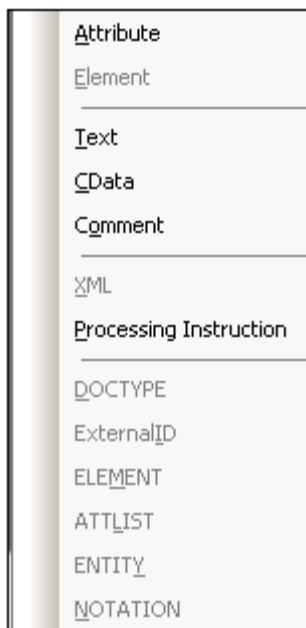 Attribute
Element
Text
CData
Comment
XML
Processing Instruction
DOCTYPE
ExternalID
ELEMENT
ATTLIST
ENTITY
NOTATION